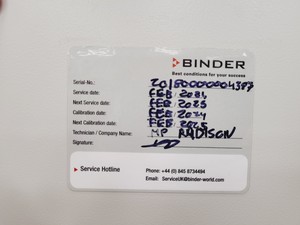 BINDER
Best conditions for your success
Serial-No.:
Service date: FEB 2024
Next Service date: FEB 2025
Calibration date: FEB 2024
Next Calibration date: FEB 2025
Technician / Company Name: MP RADISON
Signature:
Service Hotline
Phone: +44 (0) 845 8734494
Email: ServiceUK@binder-world.com